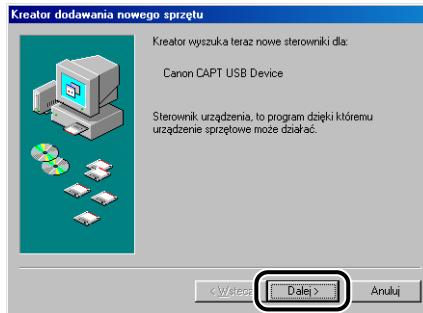 Kreator dodawania nowego sprzętu
Kreator wyszuka teraz nowe sterowniki dla:
Canon CAPT USB Device
Sterownik urządzenia, to program dzięki któremu
urządzenie sprzętowe może działać.
< Wstecz Dalej > Anuluj